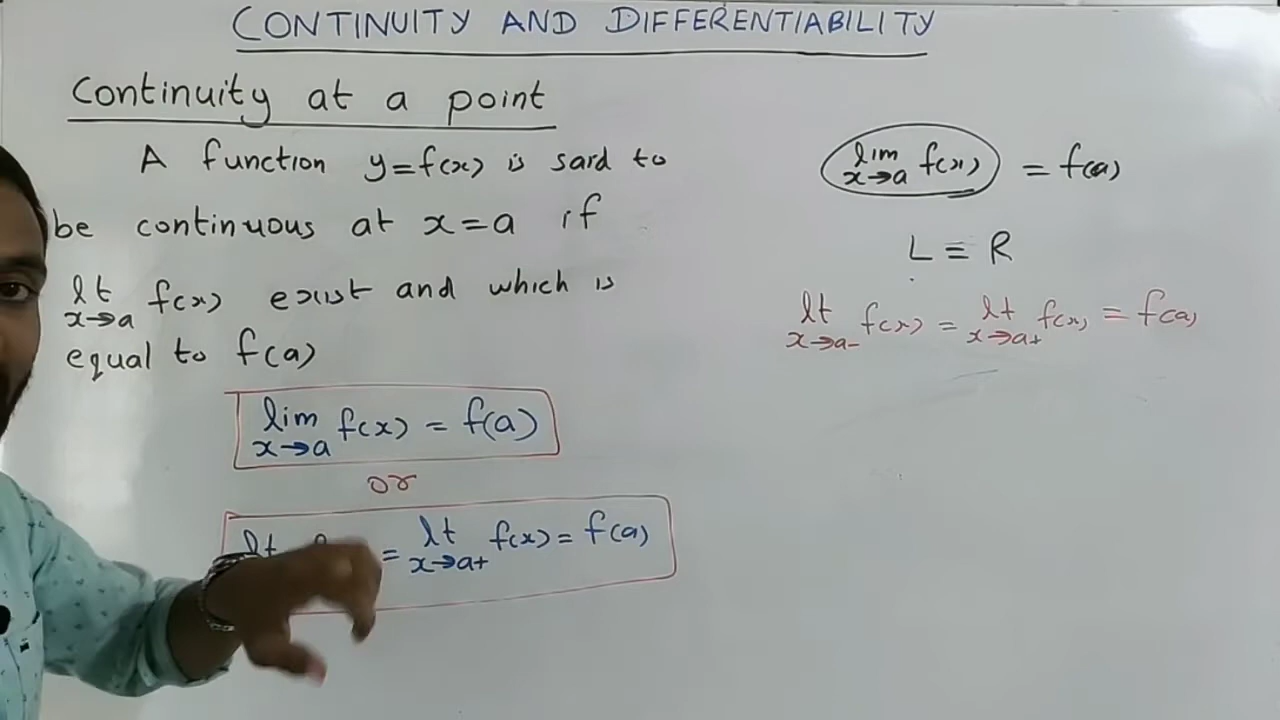 CONTINUITY AND DIFFERENTIABILITY
Continuity at a point
A function y=f(x) is said to
be continuous at x=a if
lt f(x) exist and which is
x→a
equal to f(a)
lim f(x) = f(a)
x→a
or
lt = lt f(x) = f(a)
x→a+
lim f(x) = f(a)
x→a
L = R
lt f(x) = lt f(x) = f(a)
x→a- x→a+